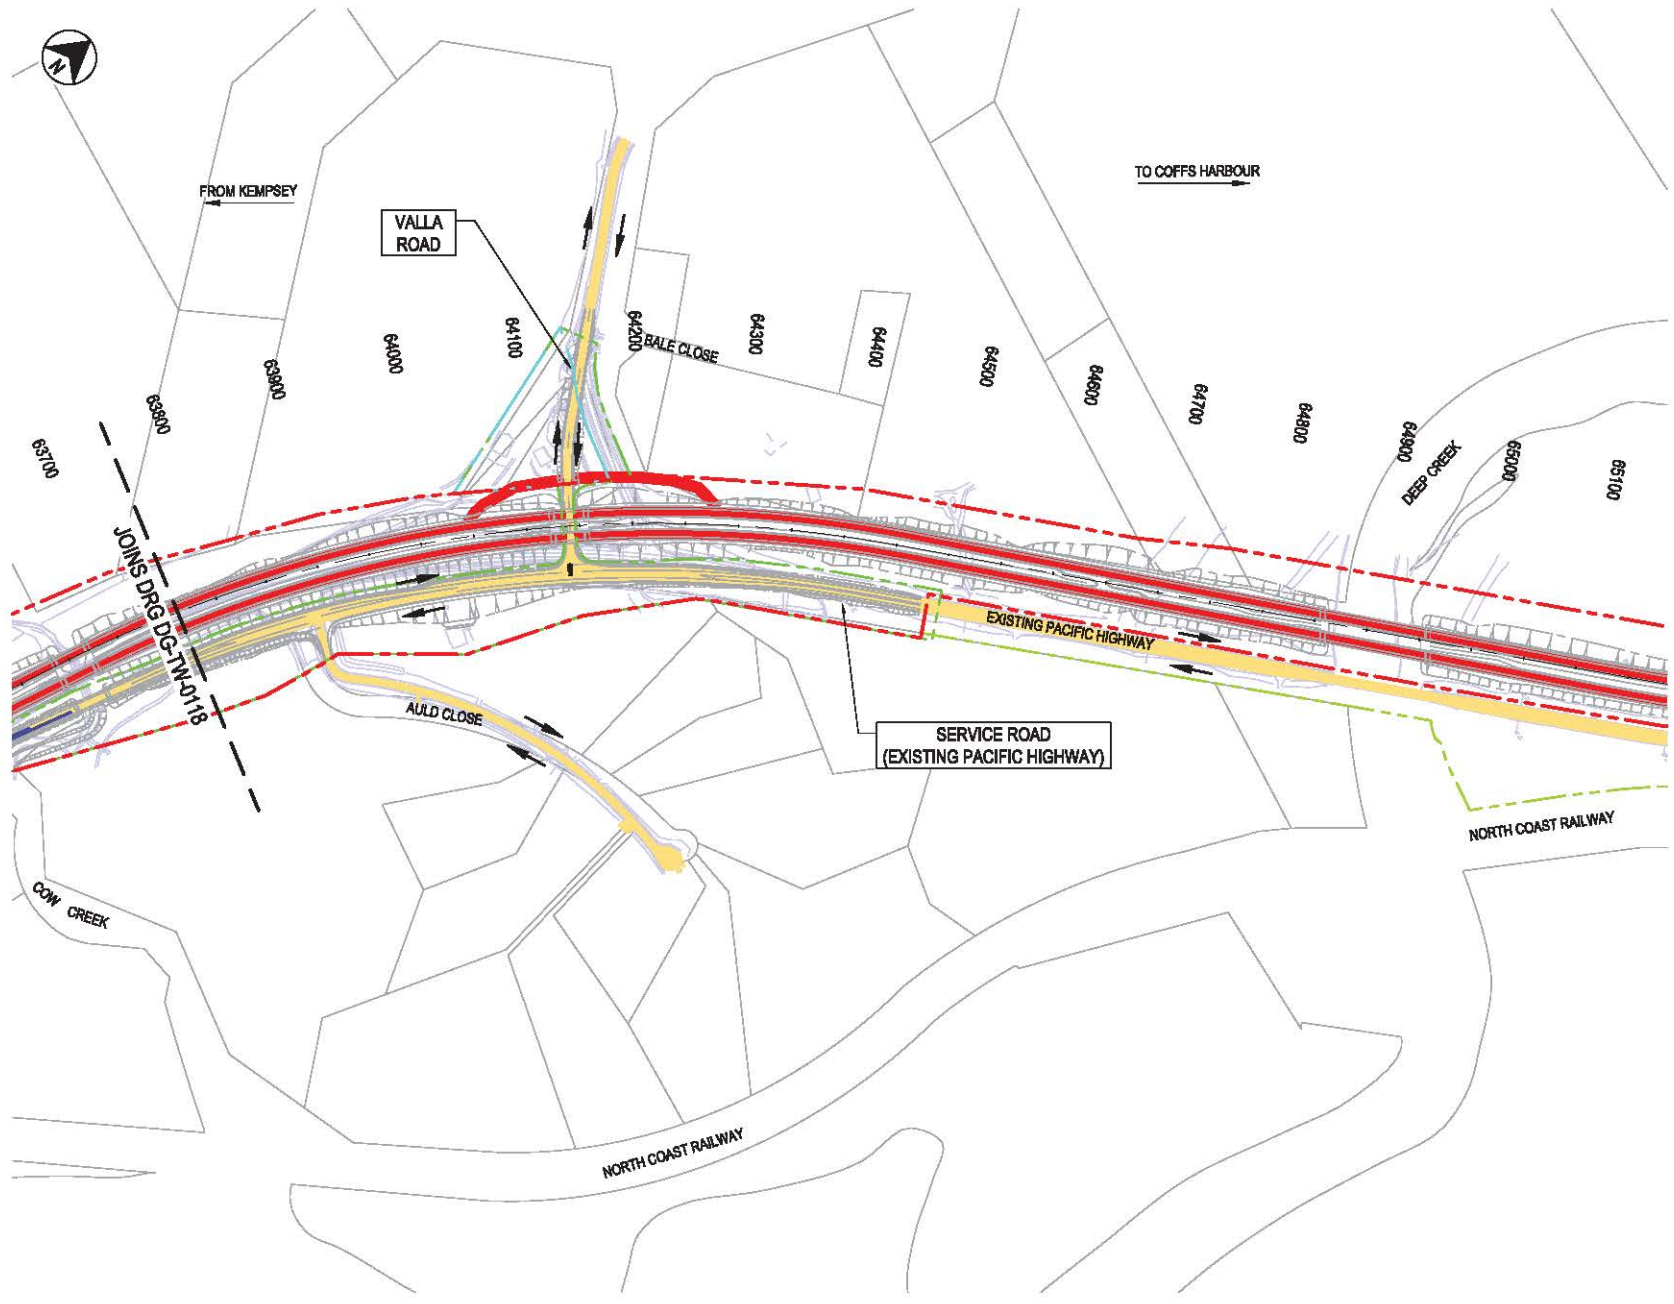 N
FROM KEMPSEY
TO COFFS HARBOUR
VALLA
ROAD
BALE CLOSE
63700
63800
63900
64000
64100
64200
64300
64400
64500
64600
64700
64800
64900
65000
65100
DEEP CREEK
JOINS DRG DG-TW-0118
EXISTING PACIFIC HIGHWAY
AULD CLOSE
SERVICE ROAD
(EXISTING PACIFIC HIGHWAY)
NORTH COAST RAILWAY
COW CREEK
NORTH COAST RAILWAY